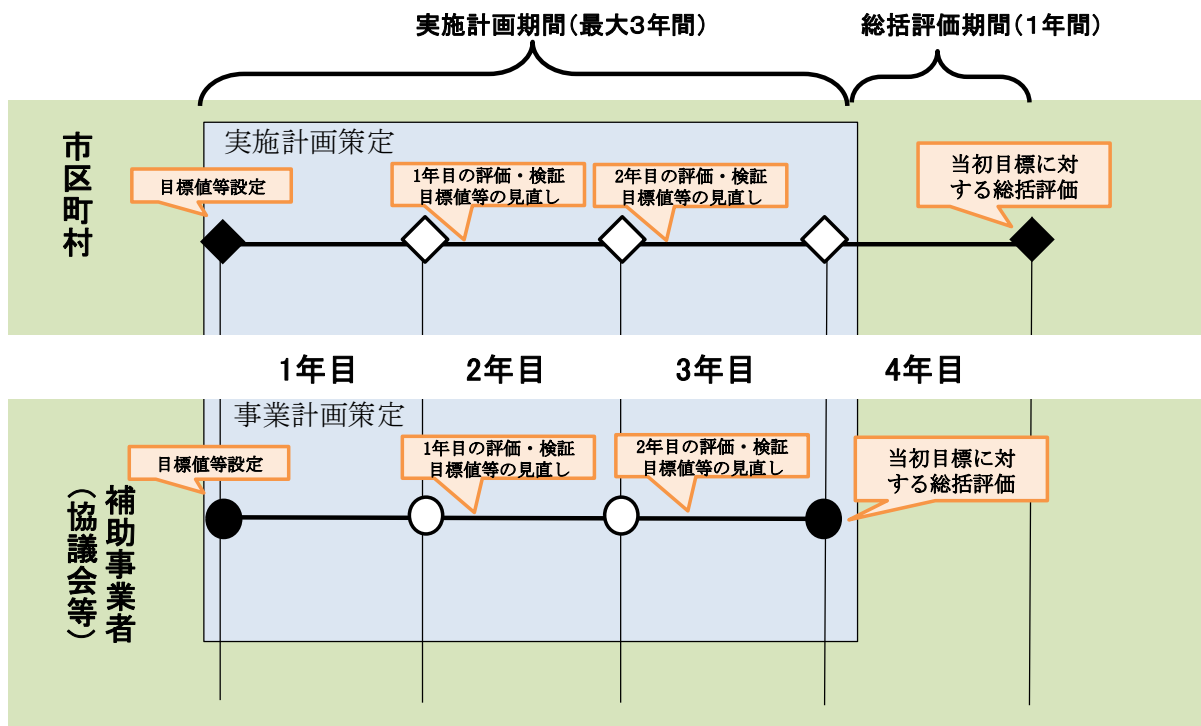 実施計画期間（最大３年間）
総括評価期間（１年間）
市区町村
実施計画策定
目標値等設定
1年目の評価・検証
目標値等の見直し
2年目の評価・検証
目標値等の見直し
当初目標に対
する総括評価
1年目
2年目
3年目
4年目
補助事業者
（協議会等）
事業計画策定
目標値等設定
1年目の評価・検証
目標値等の見直し
2年目の評価・検証
目標値等の見直し
当初目標に対
する総括評価